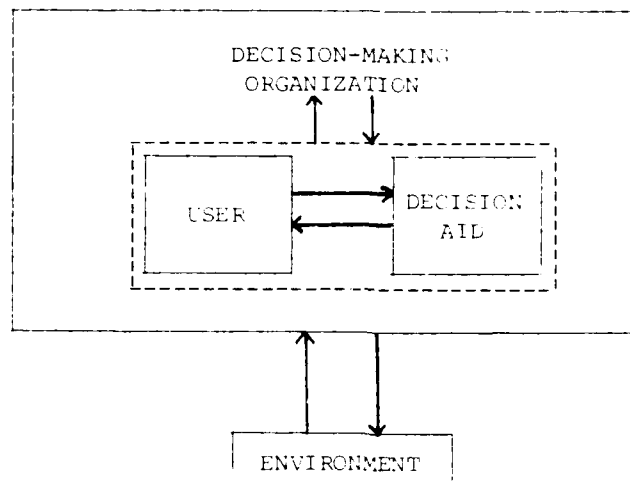 DECISION-MAKING
ORGANIZATION
USER
DECISION
AID
ENVIRONMENT